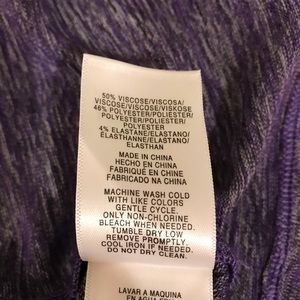 50% VISCOSE/VISCOSA/
VISCOSE/VISCOSE/VISKOSE
46% POLYESTER/POLIESTER/
POLYESTER/POLIÉSTER/
POLYESTER
4% ELASTANE/ELASTANO/
ELASTHANNE/ELASTANO/
ELASTHAN
MADE IN CHINA
HECHO EN CHINA
FABRIQUÉ EN CHINE
FABRICADO NA CHINA
MACHINE WASH COLD
WITH LIKE COLORS
GENTLE CYCLE.
ONLY NON-CHLORINE
BLEACH WHEN NEEDED.
TUMBLE DRY LOW
REMOVE PROMPTLY.
COOL IRON IF NEEDED.
DO NOT DRY CLEAN.
LAVAR A MAQUINA
EN AGUA